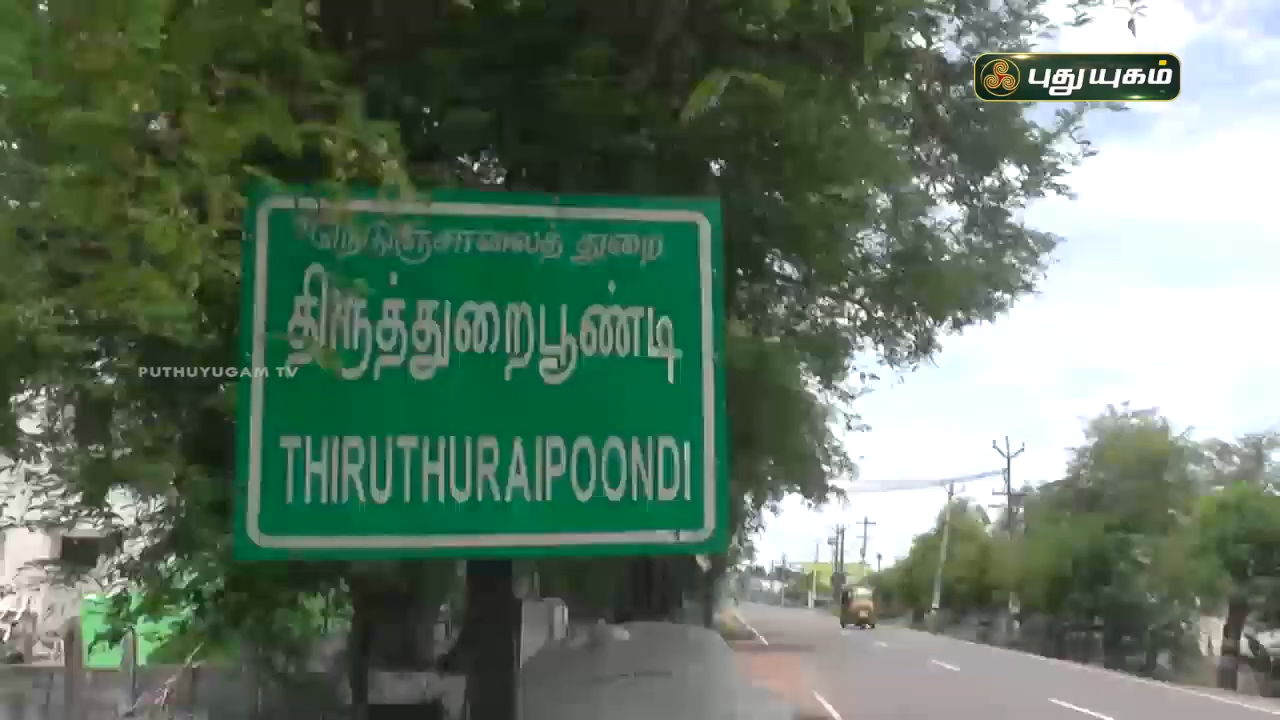 புதுயுகம்
நெடுஞ்சாலைத் துறை
திருத்துறைபூண்டி
PUTHUYUGAM TV
THIRUTHURAIPOONDI